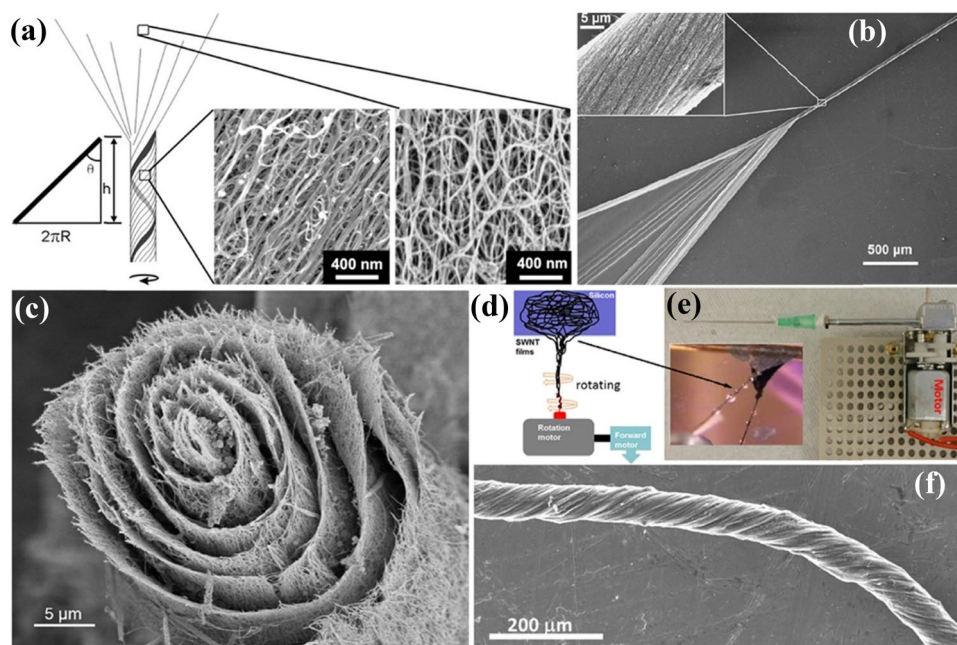 (a)
θ
h
2πR
400 nm
400 nm
5 µm
(b)
500 µm
(c)
5 µm
(d)
Silicon
SWNT
films
rotating
Rotation
motor
Forward
motor
(e)
Motor
(f)
200 µm